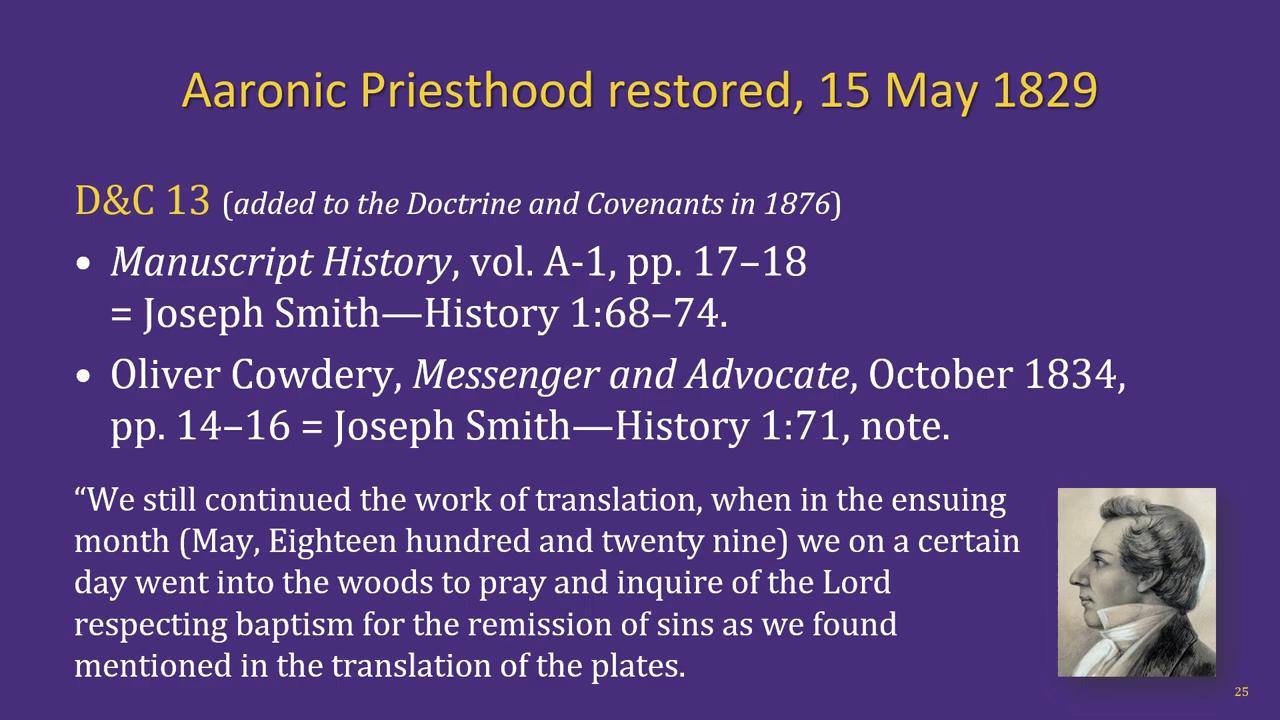 Aaronic Priesthood restored, 15 May 1829
D&C 13 (added to the Doctrine and Covenants in 1876)
• Manuscript History, vol. A-1, pp. 17–18
= Joseph Smith—History 1:68–74.
• Oliver Cowdery, Messenger and Advocate, October 1834,
pp. 14–16 = Joseph Smith—History 1:71, note.
“We still continued the work of translation, when in the ensuing
month (May, Eighteen hundred and twenty nine) we on a certain
day went into the woods to pray and inquire of the Lord
respecting baptism for the remission of sins as we found
mentioned in the translation of the plates.
25